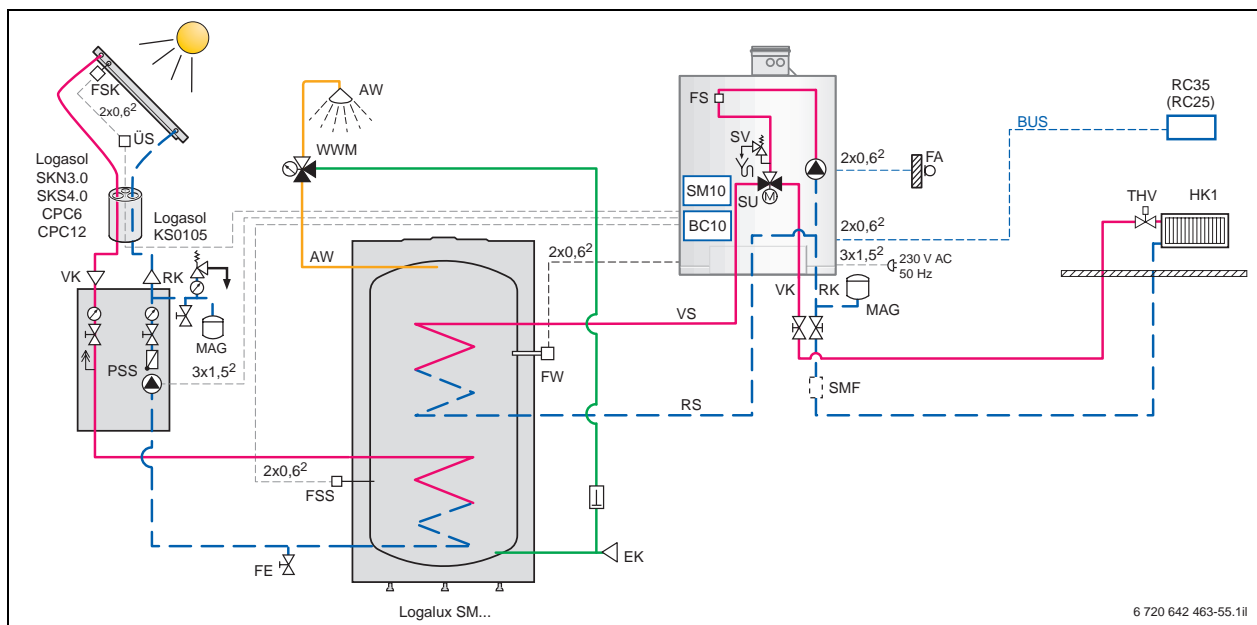 FSK
2x0,6²
ÜS
Logasol
SKN3.0
SKS4.0
CPC6
CPC12
Logasol
KS0105
VK
RK
MAG
PSS
3x1,5²
AW
WWM
AW
2x0,6²
FSS
FE
Logalux SM...
VS
FW
RS
EK
2x0,6²
FS
SV
SM10
SU
M
BC10
2x0,6²
FA
BUS
RC35
(RC25)
2x0,6²
3x1,5²
230 V AC
50 Hz
VK
RK
MAG
SMF
THV
HK1
6 720 642 463-55.1il